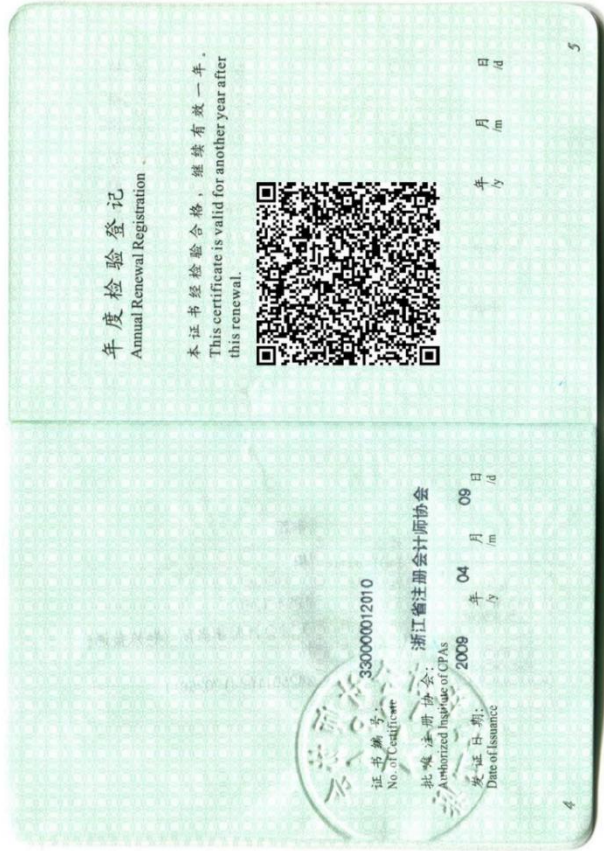 证书编号: 330000012010
No. of Certificate
批准注册协会: 浙江省注册会计师协会
Authorized Institute of CPAs
发证日期: 2009 年 04 月 09 日
Date of Issuance /y /m /d
4
年度检验登记
Annual Renewal Registration
本证书经检验合格，继续有效一年。
This certificate is valid for another year after
this renewal.
年 月 日
/y /m /d
5